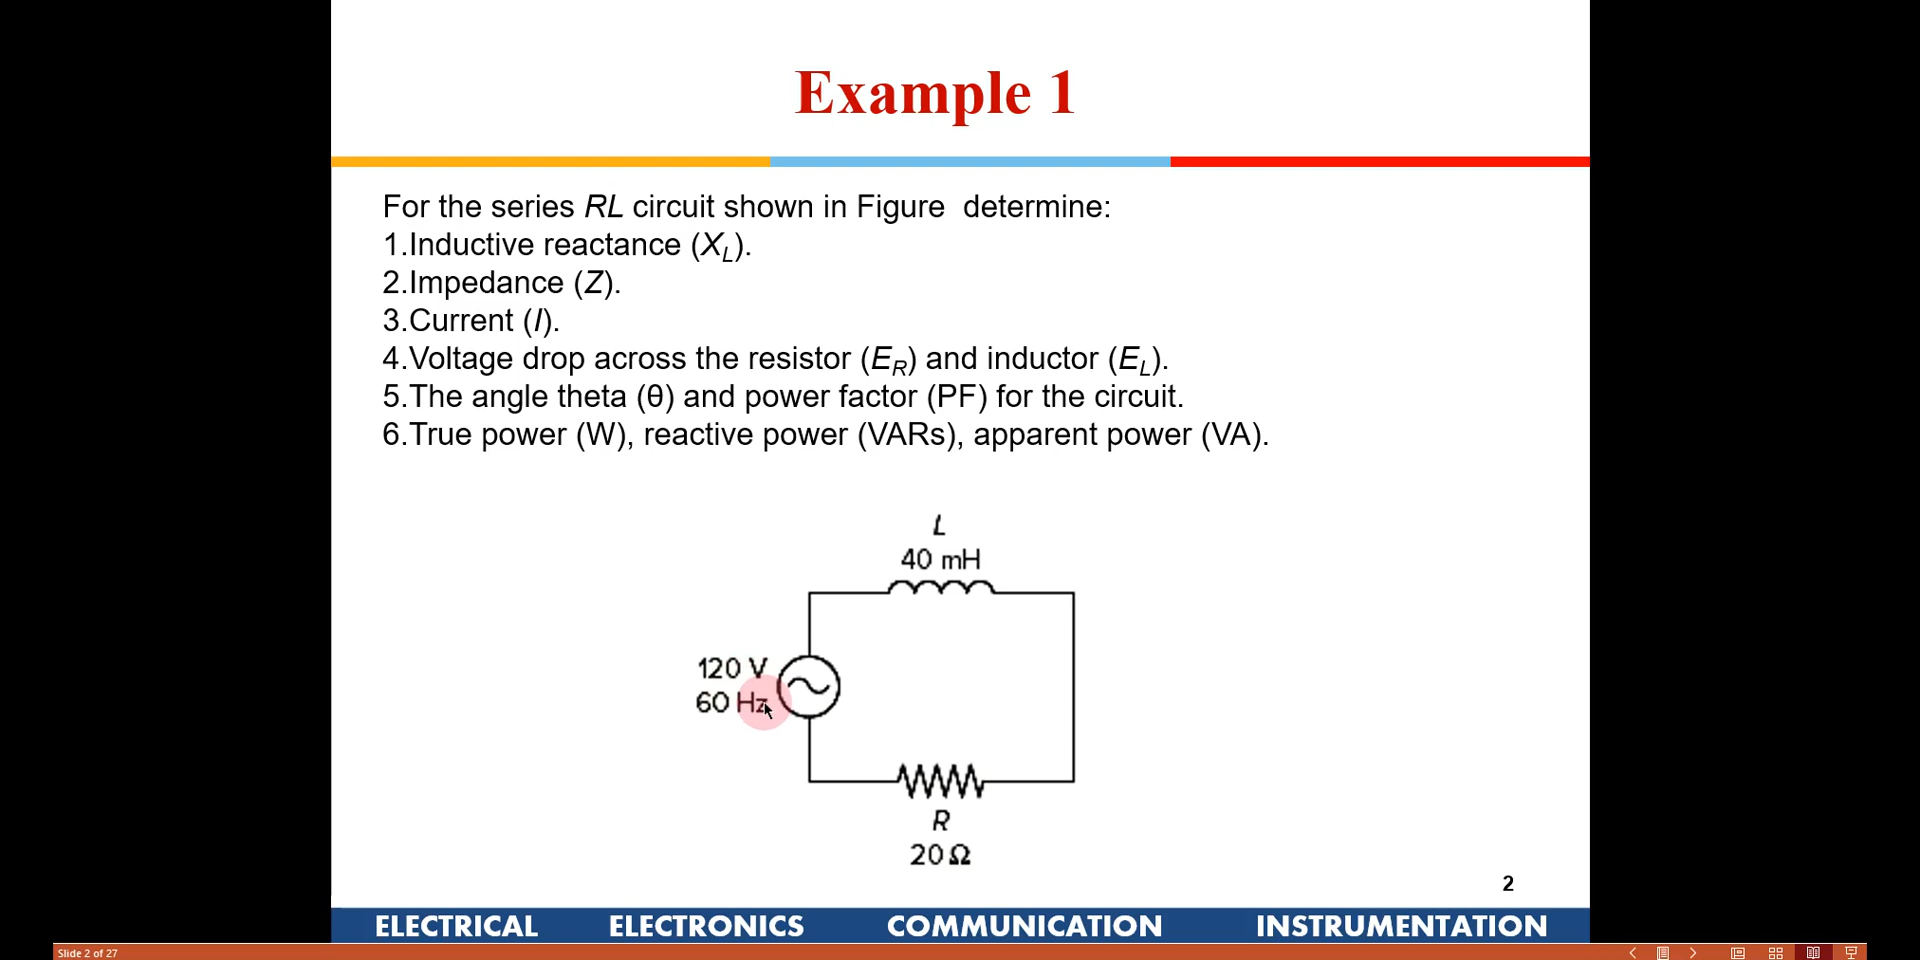 Example 1
For the series RL circuit shown in Figure  determine:
1.Inductive reactance (XL).
2.Impedance (Z).
3.Current (I).
4.Voltage drop across the resistor (ER) and inductor (EL).
5.The angle theta (θ) and power factor (PF) for the circuit.
6.True power (W), reactive power (VARs), apparent power (VA).
L
40 mH
120 V
60 Hz
R
20 Ω
2
ELECTRICAL ELECTRONICS COMMUNICATION INSTRUMENTATION
Slide 2 of 27